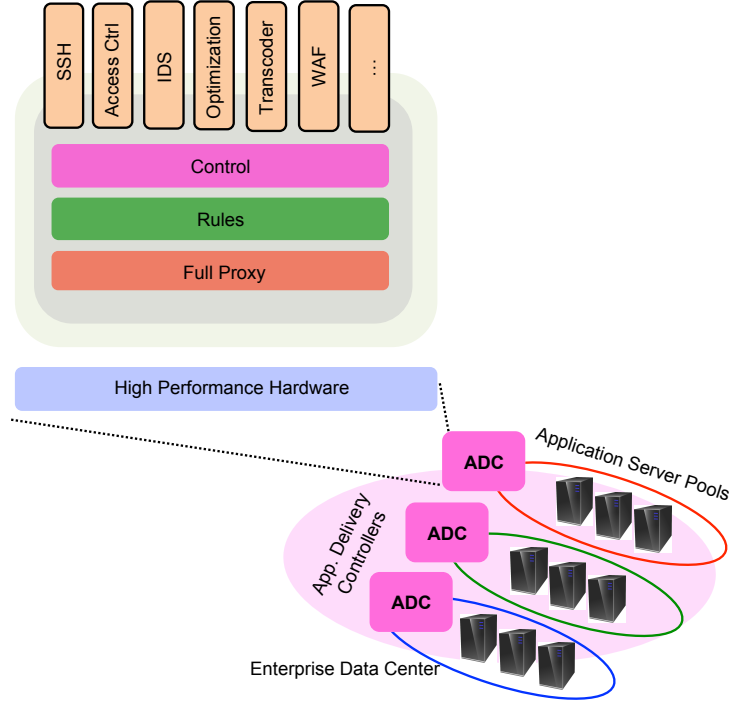 SSH
Access Ctrl
IDS
Optimization
Transcoder
WAF
...
Control
Rules
Full Proxy
High Performance Hardware
Application Server Pools
ADC
App. Delivery
Controllers
ADC
ADC
Enterprise Data Center